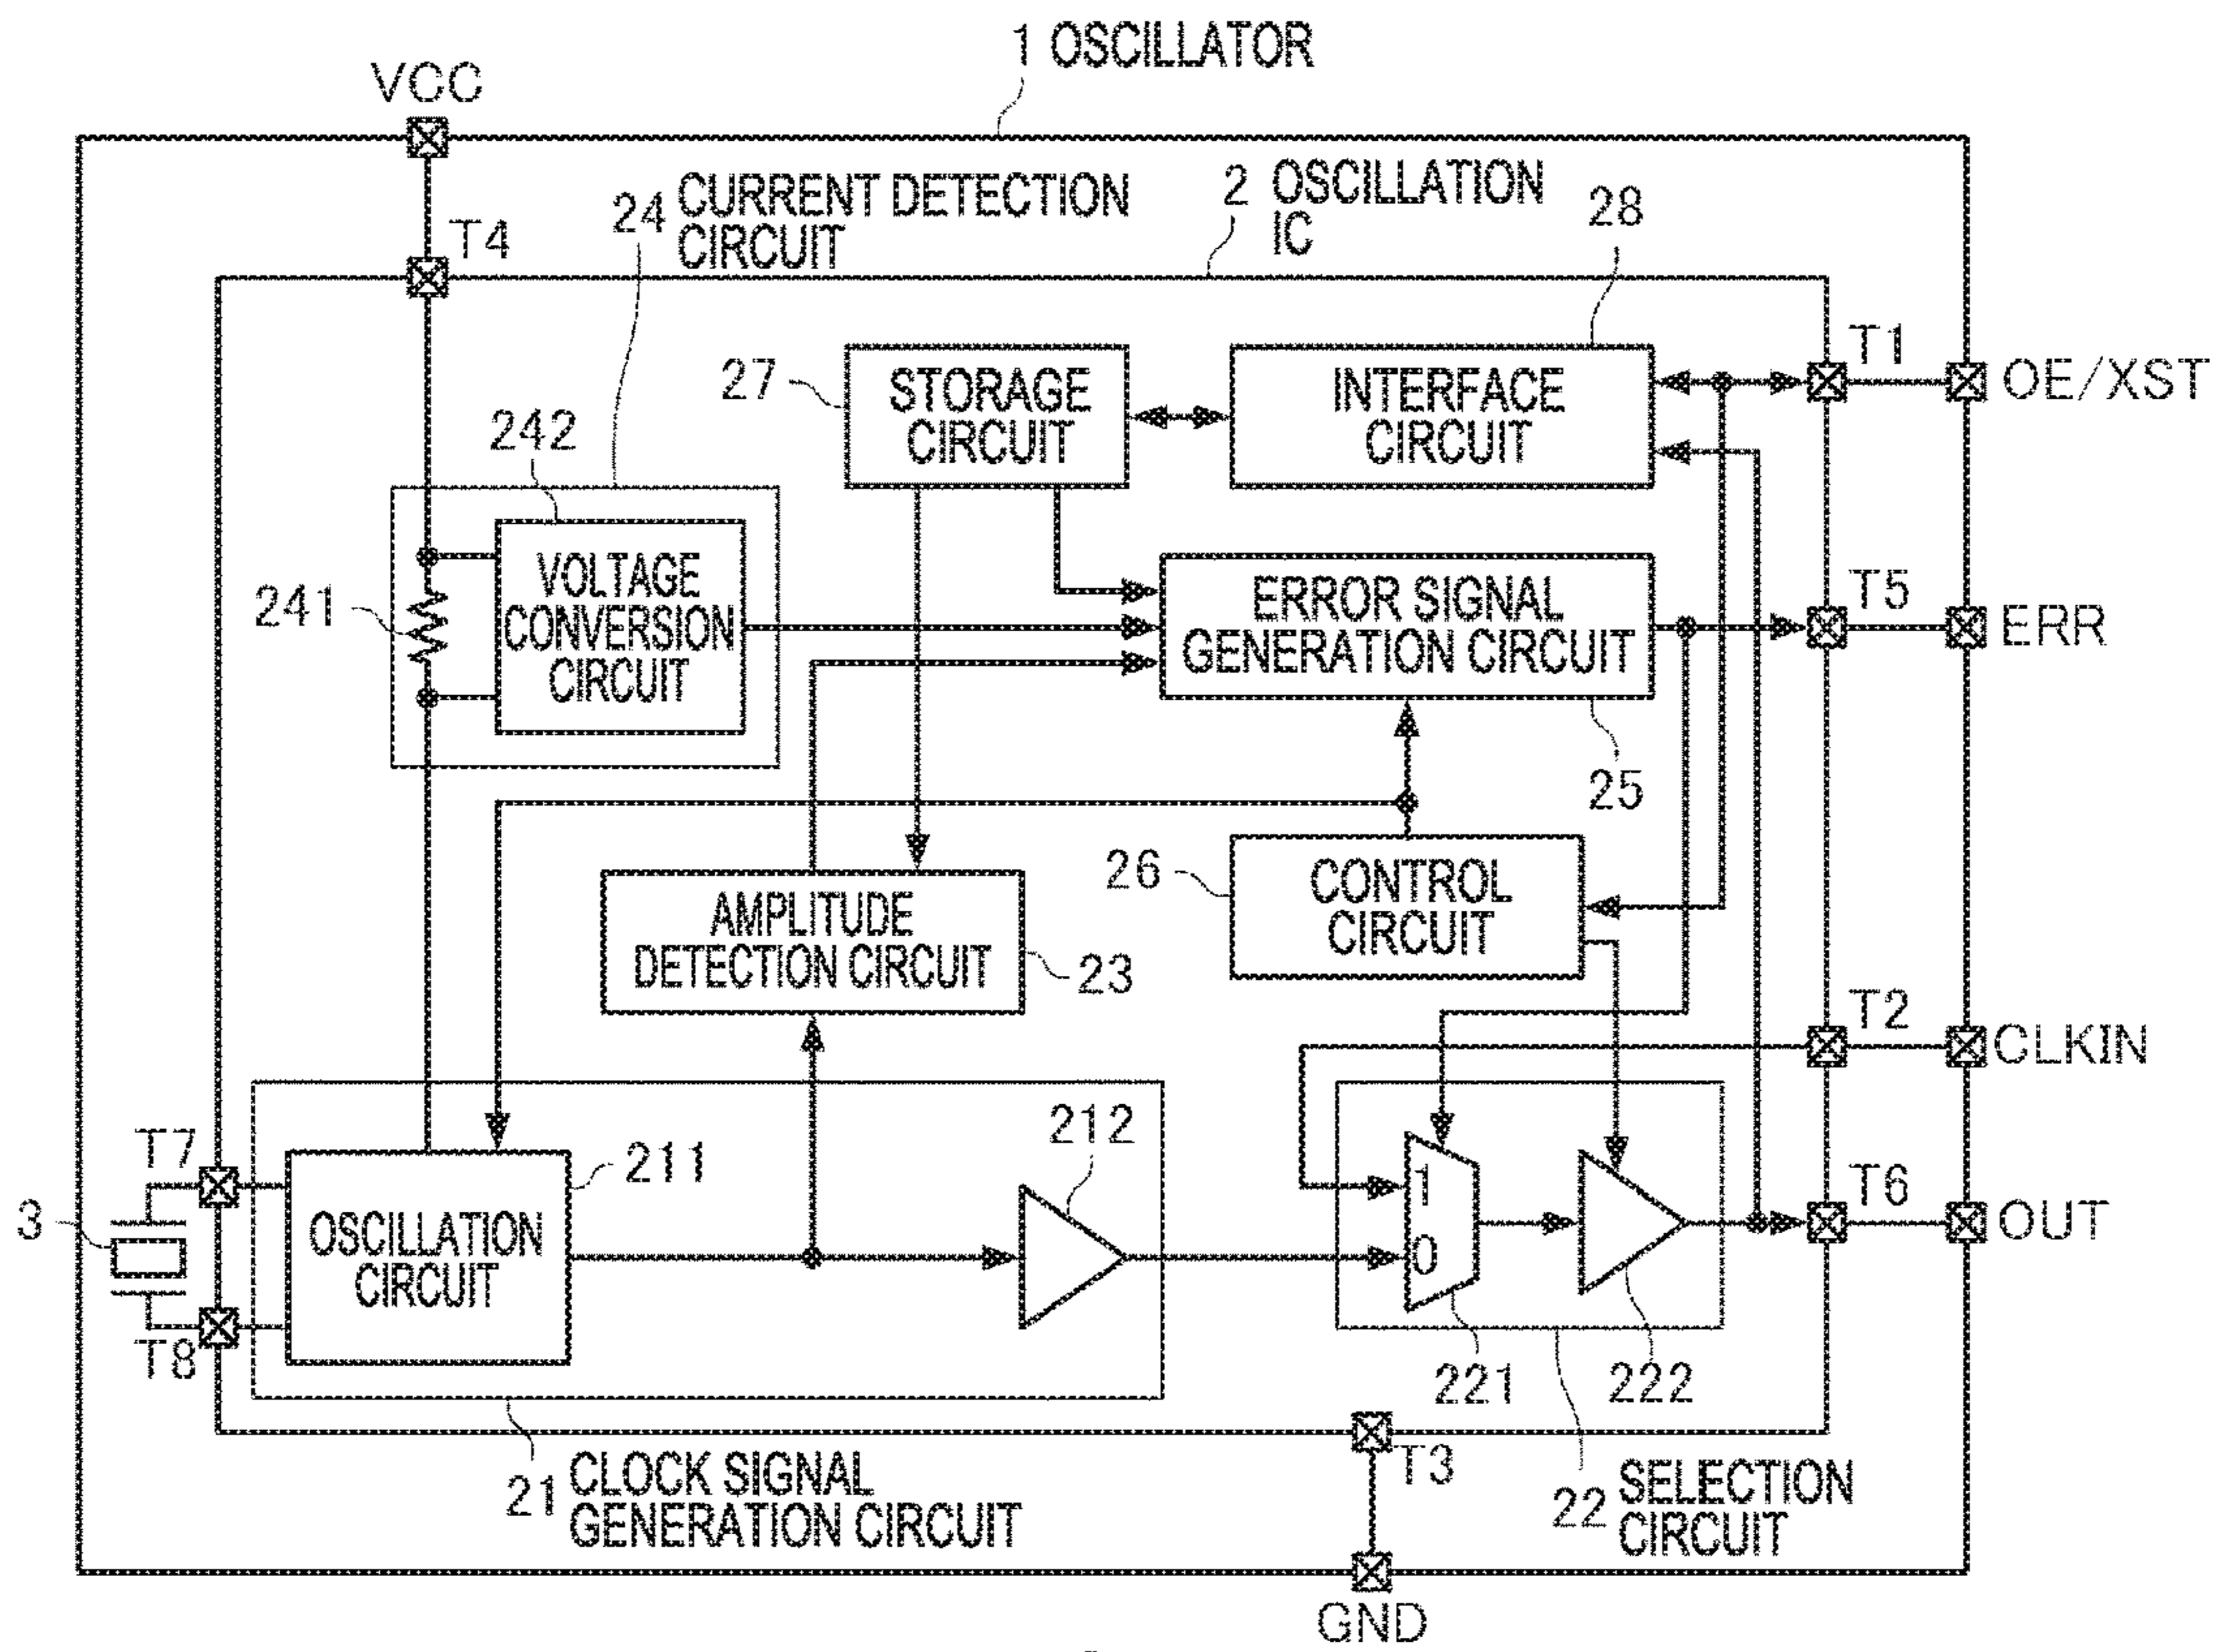 1 OSCILLATOR
VCC
24 CURRENT DETECTION
CIRCUIT
2 OSCILLATION
IC
28
T4
T1
OE/XST
27
STORAGE
CIRCUIT
INTERFACE
CIRCUIT
242
241
VOLTAGE
CONVERSION
CIRCUIT
ERROR SIGNAL
GENERATION CIRCUIT
T5
ERR
25
26
CONTROL
CIRCUIT
AMPLITUDE
DETECTION CIRCUIT
23
T2
CLKIN
T7
211
212
3
OSCILLATION
CIRCUIT
1
0
T6
OUT
T8
221
222
T3
21 CLOCK SIGNAL
GENERATION CIRCUIT
22 SELECTION
CIRCUIT
GND